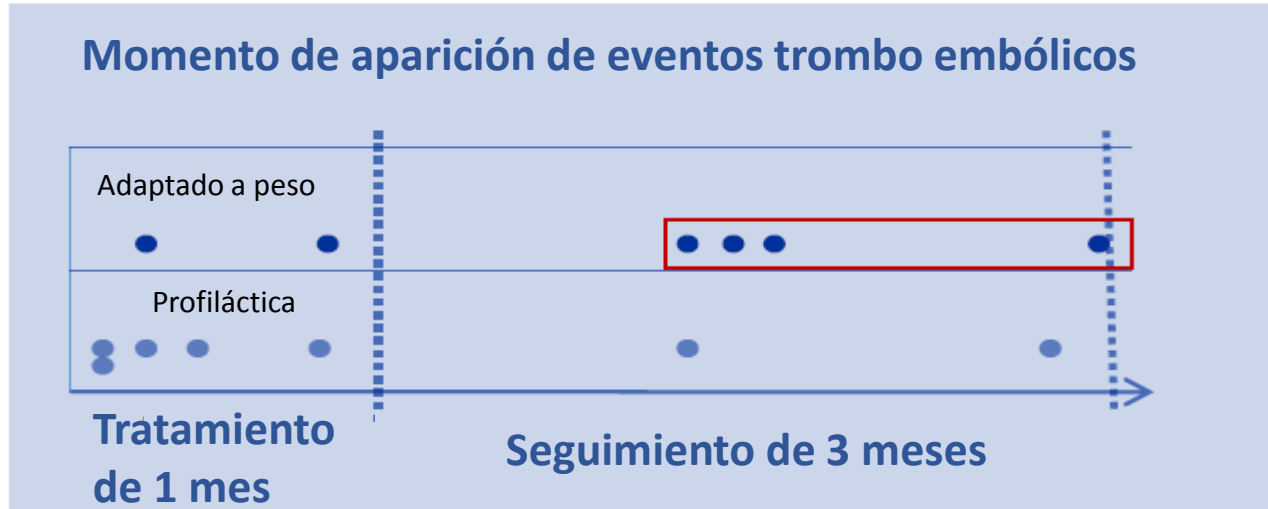 Momento de aparición de eventos trombo embólicos
Adaptado a peso
Profiláctica
Tratamiento
de 1 mes
Seguimiento de 3 meses